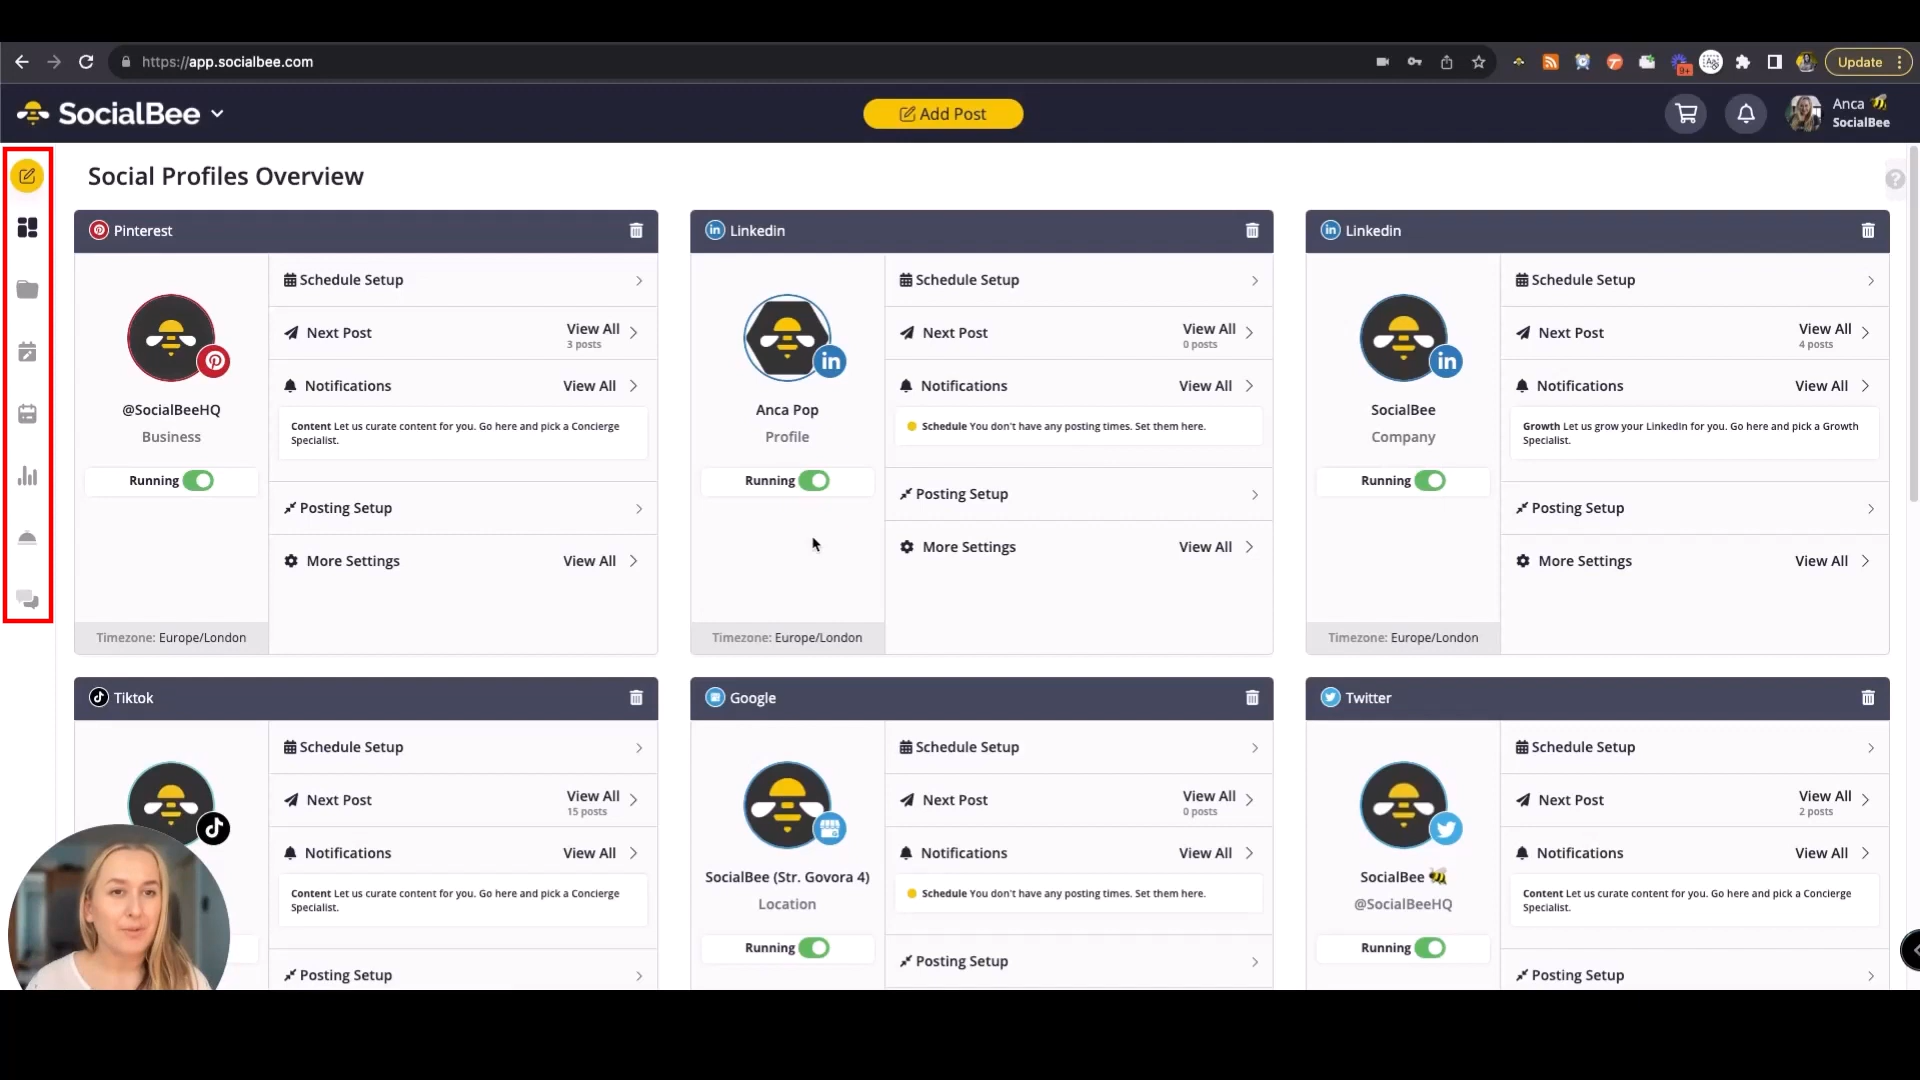 https://app.socialbee.com
9+
Update
SocialBee
Add Post
Anca
SocialBee
Social Profiles Overview
?
Pinterest
@SocialBeeHQ
Business
Running
Timezone: Europe/London
Schedule Setup
Next Post
View All
3 posts
Notifications
View All
Content Let us curate content for you. Go here and pick a Concierge
Specialist.
Posting Setup
More Settings
View All
in Linkedin
in
Anca Pop
Profile
Running
Timezone: Europe/London
Schedule Setup
Next Post
View All
0 posts
Notifications
View All
Schedule You don't have any posting times. Set them here.
Posting Setup
More Settings
View All
in Linkedin
in
SocialBee
Company
Running
Timezone: Europe/London
Schedule Setup
Next Post
View All
4 posts
Notifications
View All
Growth Let us grow your LinkedIn for you. Go here and pick a Growth
Specialist.
Posting Setup
More Settings
View All
Tiktok
Schedule Setup
Next Post
View All
15 posts
Notifications
View All
Content Let us curate content for you. Go here and pick a Concierge
Specialist.
Posting Setup
Google
SocialBee (Str. Govora 4)
Location
Running
Schedule Setup
Next Post
View All
0 posts
Notifications
View All
Schedule You don't have any posting times. Set them here.
Posting Setup
Twitter
SocialBee
@SocialBeeHQ
Running
Schedule Setup
Next Post
View All
2 posts
Notifications
View All
Content Let us curate content for you. Go here and pick a Concierge
Specialist.
Posting Setup